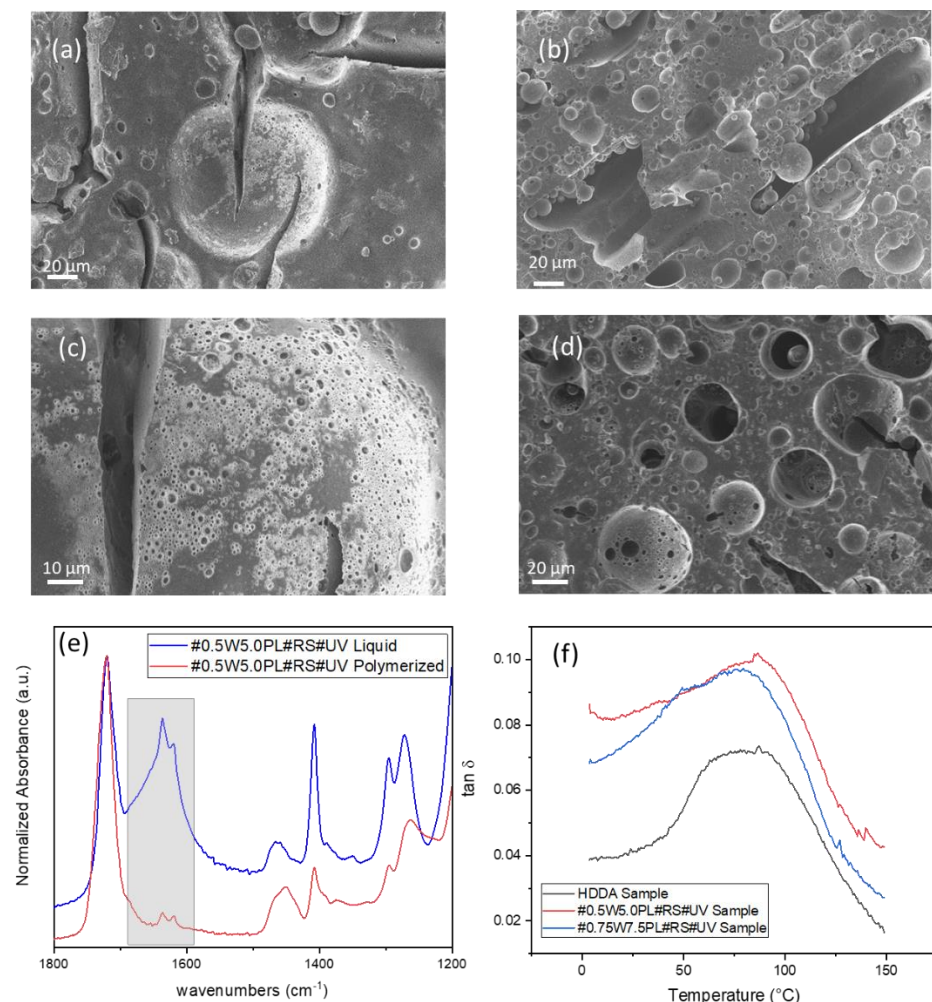 (a)
20 µm
(b)
20 µm
(c)
10 µm
(d)
20 µm
(e)
#0.5W5.0PL#RS#UV Liquid
#0.5W5.0PL#RS#UV Polymerized
Normalized Absorbance (a.u.)
1800
1600
1400
1200
wavenumbers (cm⁻¹)
(f)
tan δ
0.10
0.08
0.06
0.04
0.02
HDDA Sample
#0.5W5.0PL#RS#UV Sample
#0.75W7.5PL#RS#UV Sample
0
50
100
150
Temperature (°C)